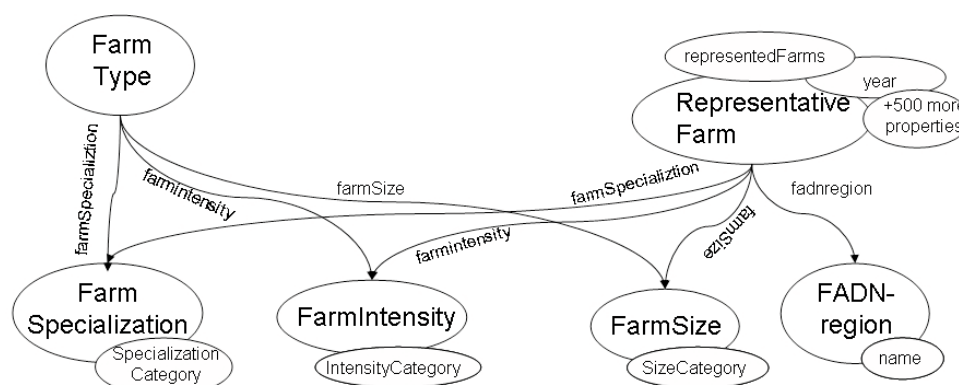 Farm
Type
representedFarms
year
Representative
Farm
+500 more
properties
farmSpecializtion
farmintensity
farmSize
farmSpecializtion
farmintensity
farmSize
fadnregion
Farm
Specialization
Specialization
Category
FarmIntensity
IntensityCategory
FarmSize
SizeCategory
FADN-
region
name